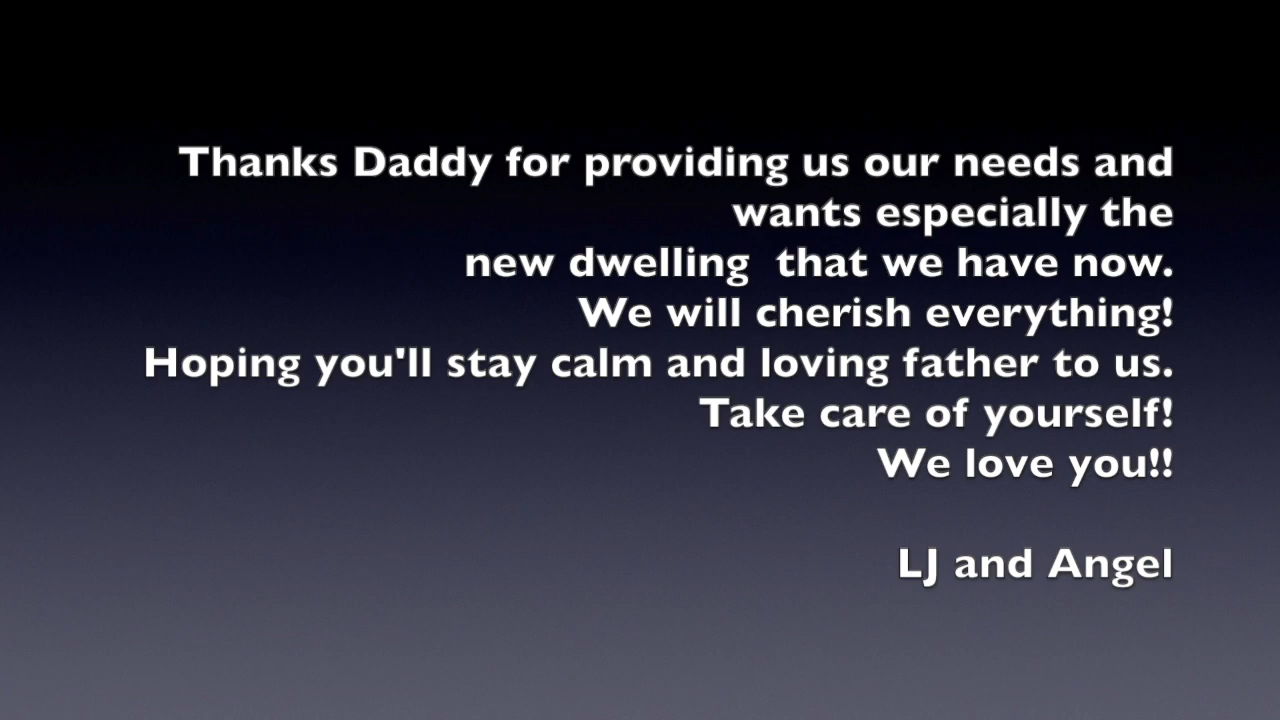 Thanks Daddy for providing us our needs and
wants especially the
new dwelling  that we have now.
We will cherish everything!
Hoping you'll stay calm and loving father to us.
Take care of yourself!
We love you!!
LJ and Angel